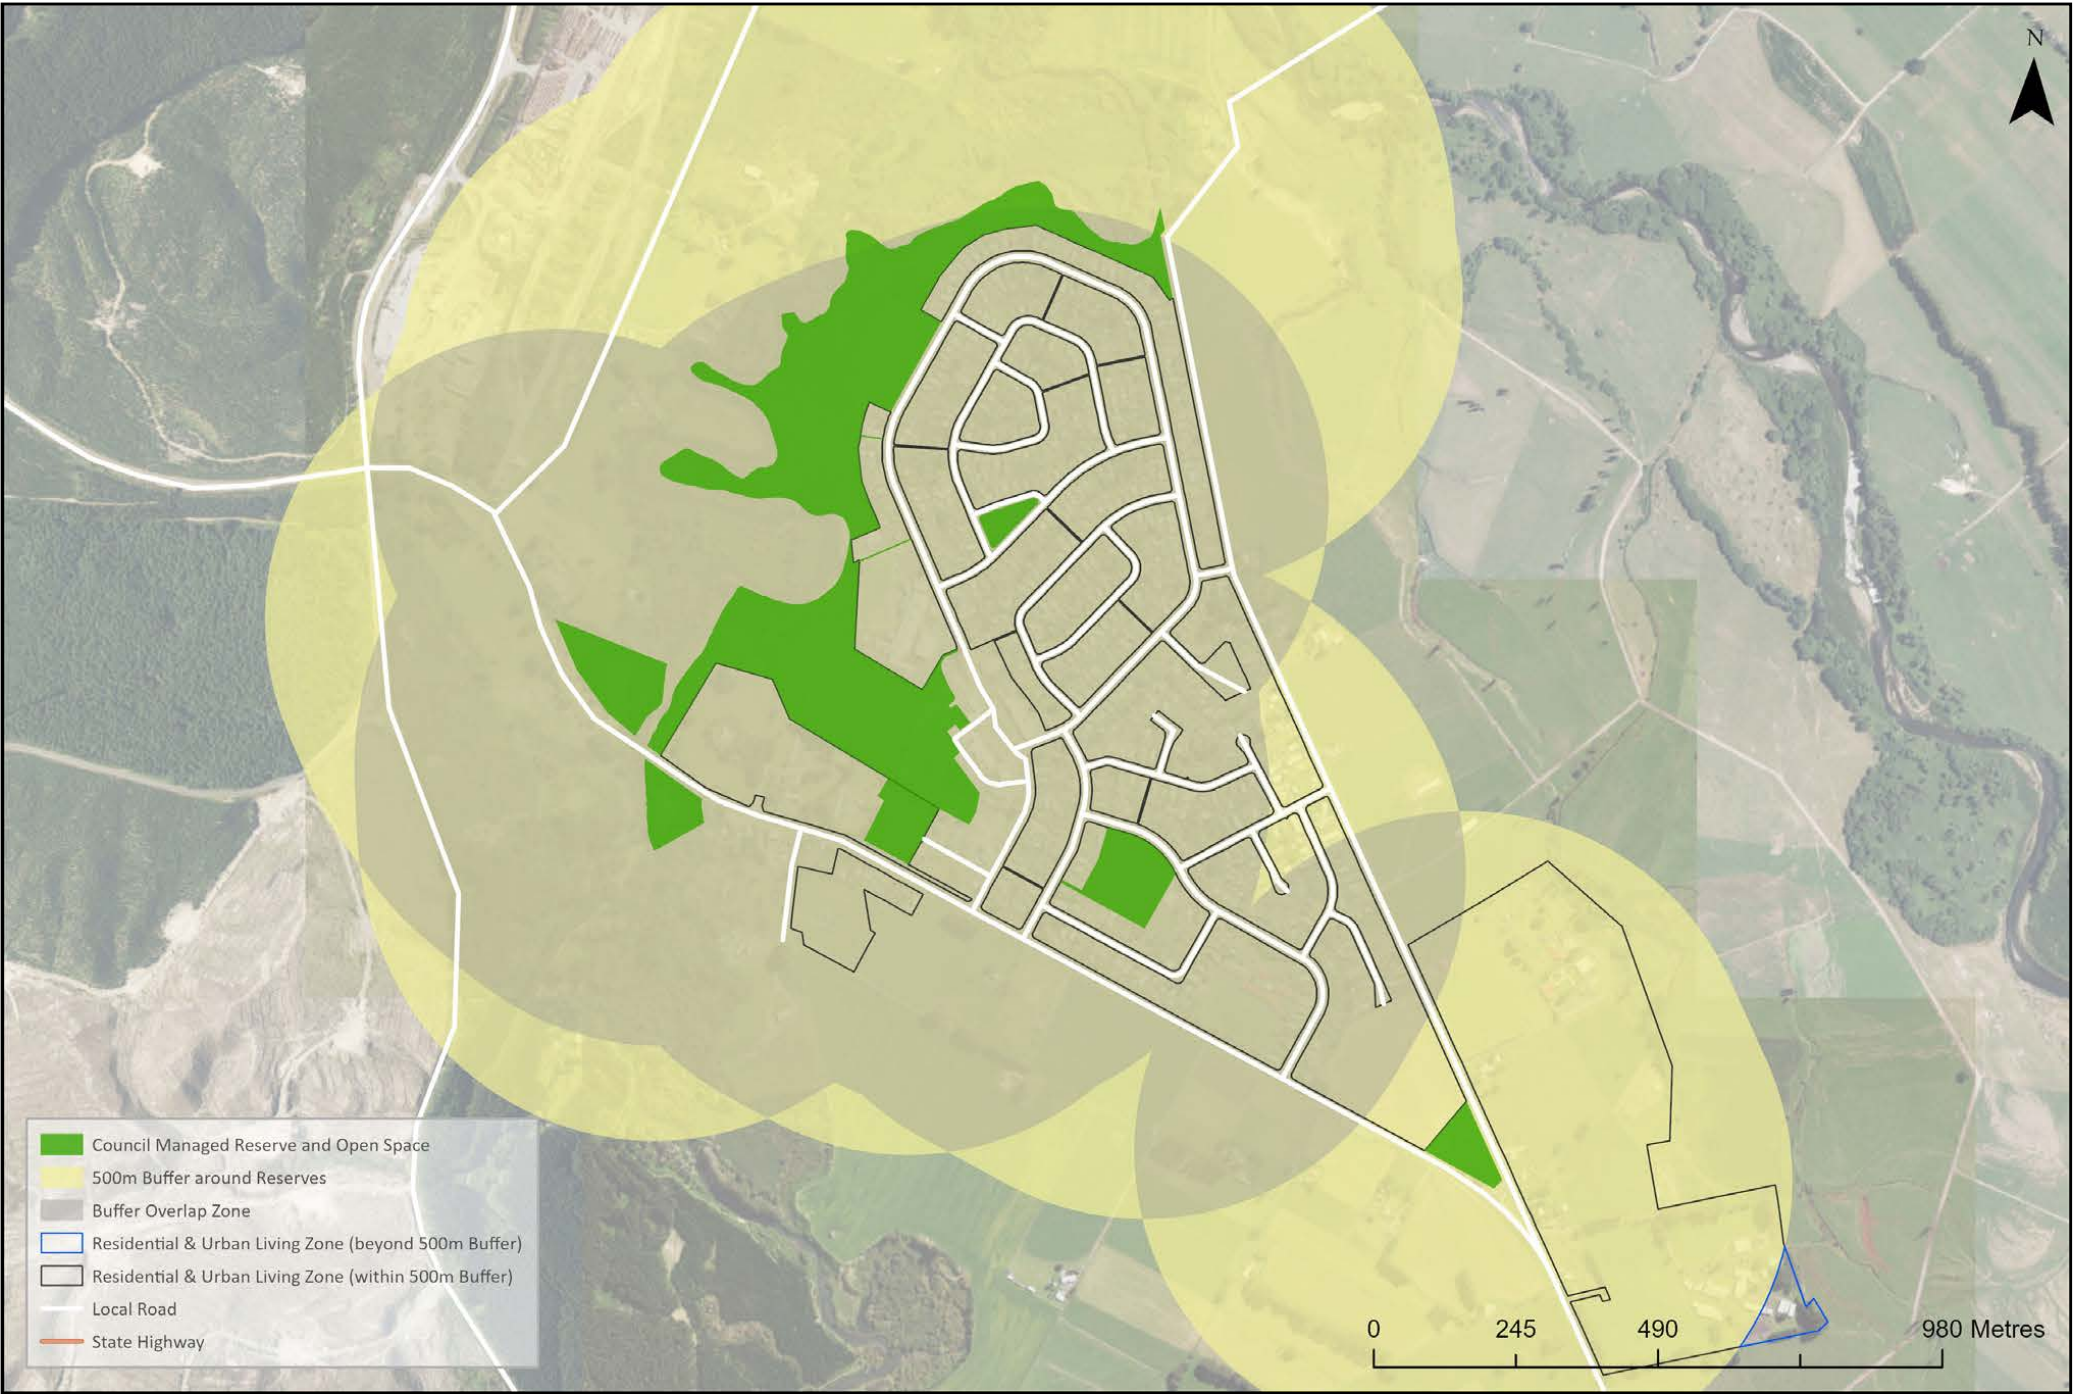 N
Council Managed Reserve and Open Space
500m Buffer around Reserves
Buffer Overlap Zone
Residential & Urban Living Zone (beyond 500m Buffer)
Residential & Urban Living Zone (within 500m Buffer)
Local Road
State Highway
0 245 490 980 Metres